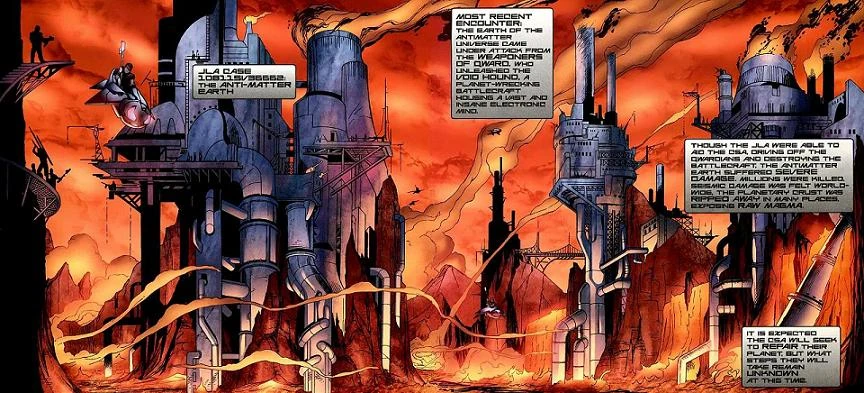 JLA CASE
1.0B0.116V/B6662:
THE ANTI-MATTER
EARTH
MOST RECENT
ENCOUNTER:
THE EARTH OF THE
ANTIMATTER
UNIVERSE CAME
UNDER ATTACK FROM
THE WEAPONERS
OF QWARD, WHO
UNLEASHED THE
VOID HOUND, A
PLANET-WRECKING
BATTLECRAFT
HOUSING A VAST AND
INSANE ELECTRONIC
MIND.
THOUGH THE JLA WERE ABLE TO
AID THE CSA, DRIVING OFF THE
QWARDIANS AND DESTROYING THE
BATTLECRAFT, THE ANTIMATTER
EARTH SUFFERED SEVERE
DAMAGE. MILLIONS WERE KILLED.
SEISMIC DAMAGE WAS FELT WORLD-
WIDE, THE PLANETARY CRUST WAS
RIPPED AWAY IN MANY PLACES,
EXPOSING RAW MAGMA.
IT IS EXPECTED
THE CSA WILL SEEK
TO REPAIR THEIR
PLANET, BUT WHAT
STEPS THEY WILL
TAKE REMAIN
UNKNOWN
AT THIS TIME.